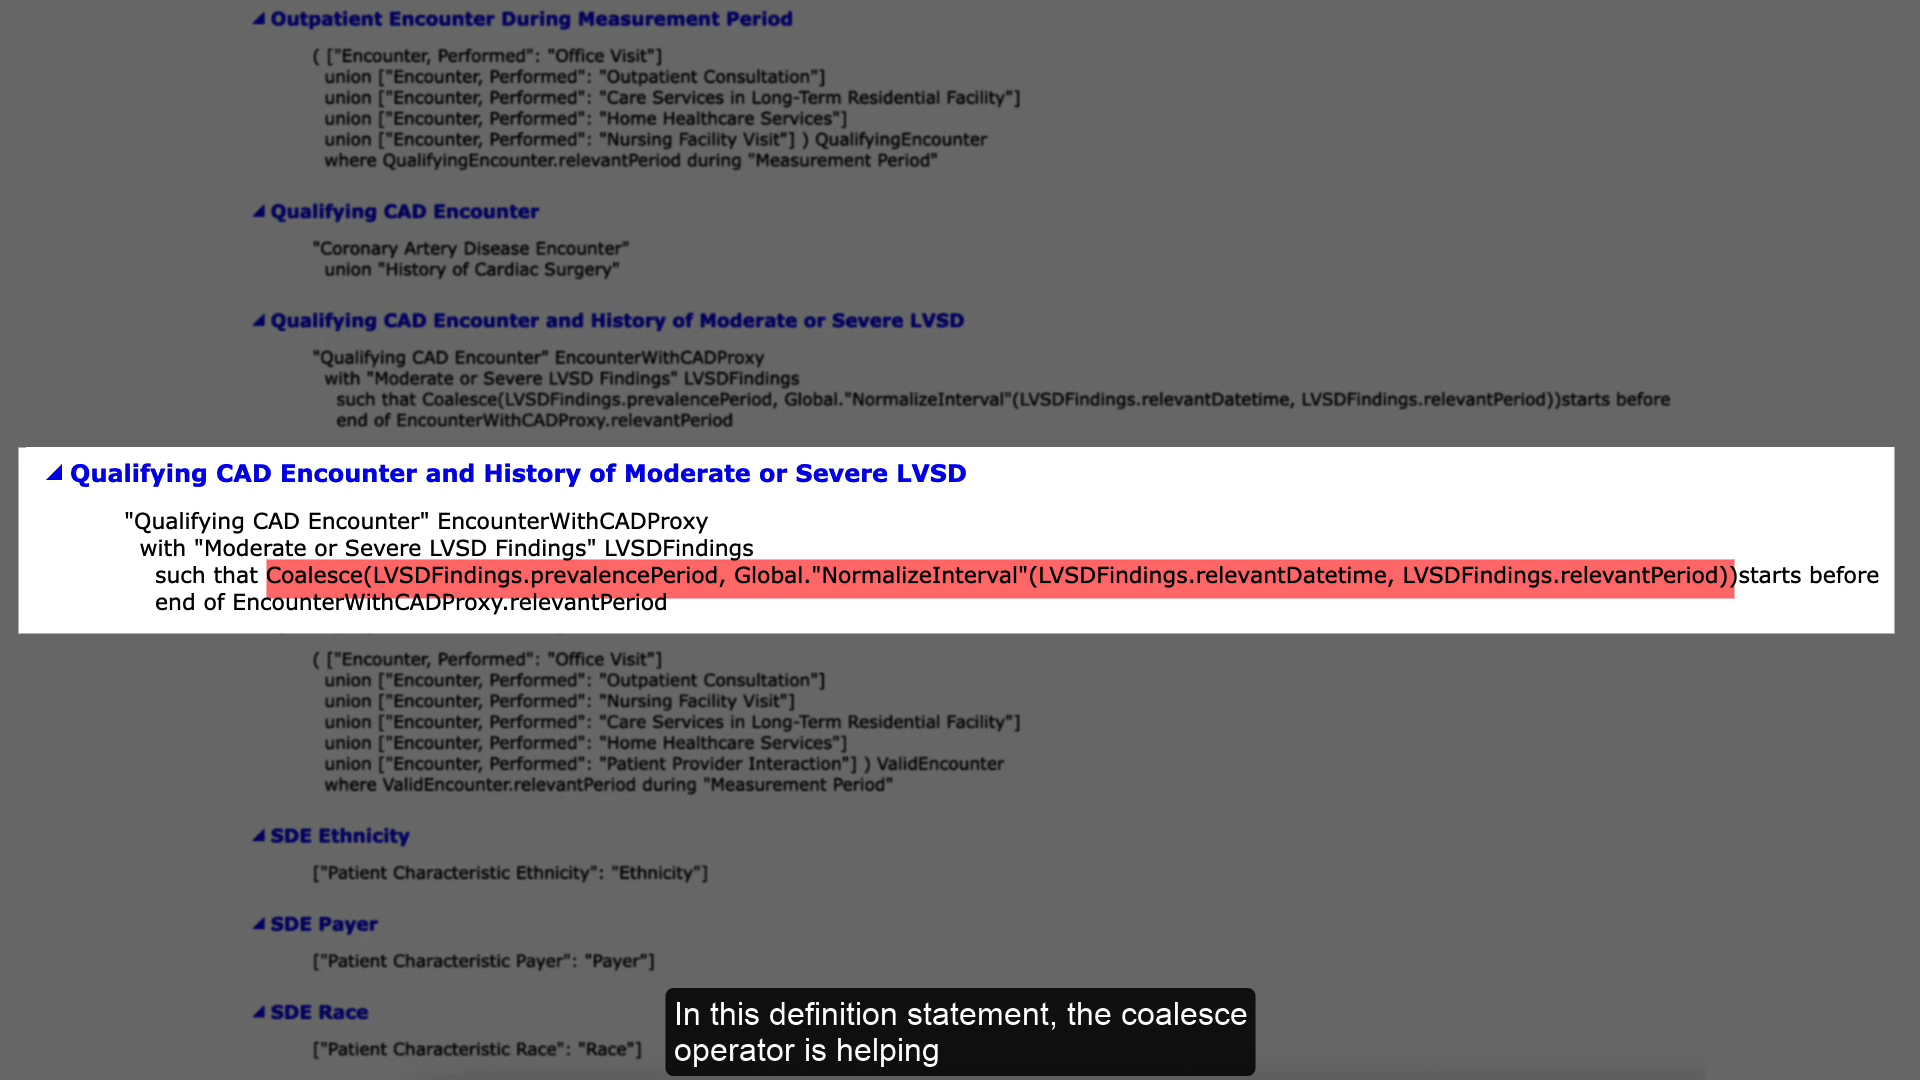 Outpatient Encounter During Measurement Period
( ["Encounter, Performed": "Office Visit"]
union ["Encounter, Performed": "Outpatient Consultation"]
union ["Encounter, Performed": "Care Services in Long-Term Residential Facility"]
union ["Encounter, Performed": "Home Healthcare Services"]
union ["Encounter, Performed": "Nursing Facility Visit"] ) QualifyingEncounter
where QualifyingEncounter.relevantPeriod during "Measurement Period"
Qualifying CAD Encounter
"Coronary Artery Disease Encounter"
union "History of Cardiac Surgery"
Qualifying CAD Encounter and History of Moderate or Severe LVSD
"Qualifying CAD Encounter" EncounterWithCADProxy
with "Moderate or Severe LVSD Findings" LVSDFindings
such that Coalesce(LVSDFindings.prevalencePeriod, Global."NormalizeInterval"(LVSDFindings.relevantDatetime, LVSDFindings.relevantPeriod))starts before
end of EncounterWithCADProxy.relevantPeriod
Qualifying CAD Encounter and History of Moderate or Severe LVSD
"Qualifying CAD Encounter" EncounterWithCADProxy
with "Moderate or Severe LVSD Findings" LVSDFindings
such that Coalesce(LVSDFindings.prevalencePeriod, Global."NormalizeInterval"(LVSDFindings.relevantDatetime, LVSDFindings.relevantPeriod))starts before
end of EncounterWithCADProxy.relevantPeriod
( ["Encounter, Performed": "Office Visit"]
union ["Encounter, Performed": "Outpatient Consultation"]
union ["Encounter, Performed": "Nursing Facility Visit"]
union ["Encounter, Performed": "Care Services in Long-Term Residential Facility"]
union ["Encounter, Performed": "Home Healthcare Services"]
union ["Encounter, Performed": "Patient Provider Interaction"] ) ValidEncounter
where ValidEncounter.relevantPeriod during "Measurement Period"
SDE Ethnicity
["Patient Characteristic Ethnicity": "Ethnicity"]
SDE Payer
["Patient Characteristic Payer": "Payer"]
SDE Race
["Patient Characteristic Race": "Race"]
In this definition statement, the coalesce
operator is helping